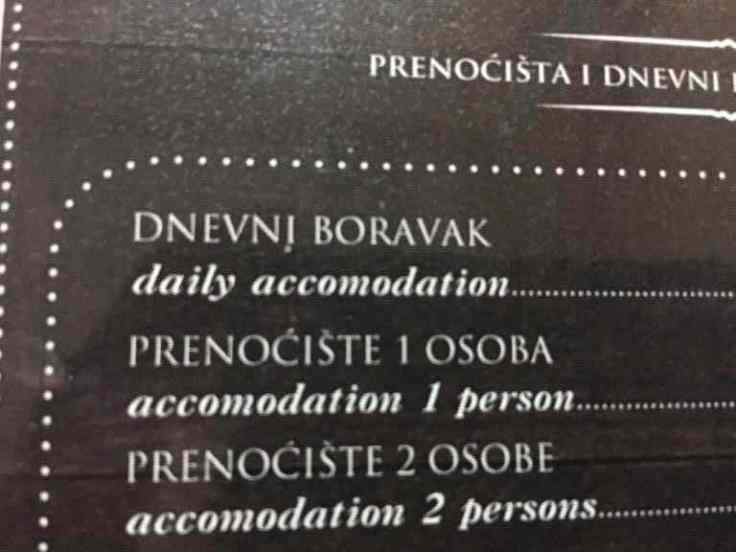 PRENOĆIŠTA I DNEVNI
DNEVNI BORAVAK
daily accomodation
PRENOĆIŠTE 1 OSOBA
accomodation 1 person
PRENOĆIŠTE 2 OSOBE
accomodation 2 persons